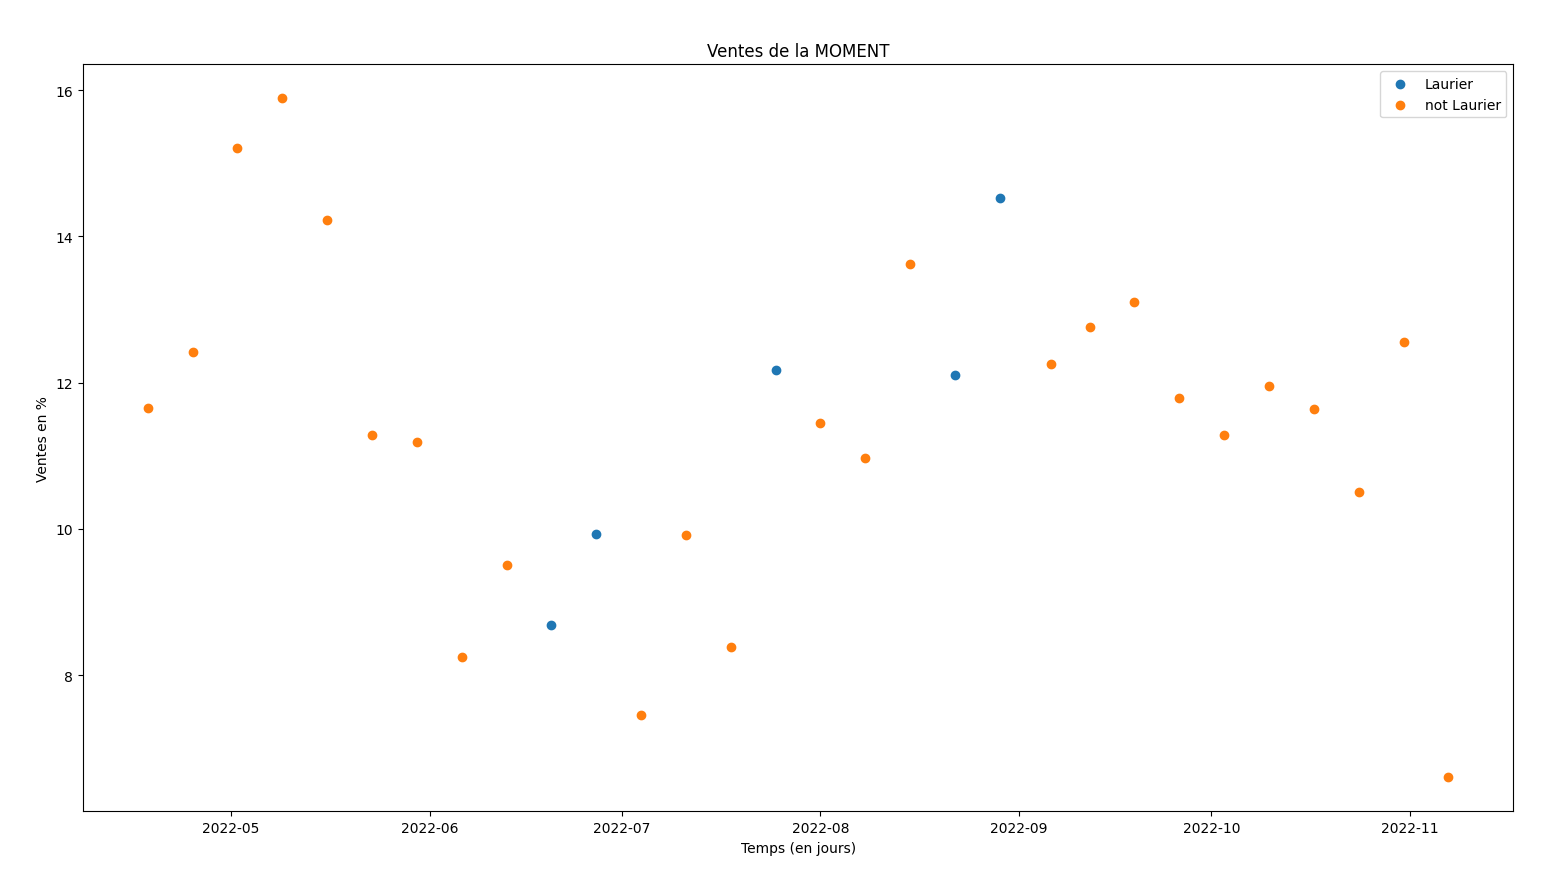 Ventes de la MOMENT
Laurier
not Laurier
16
14
12
10
8
Ventes en %
2022-05
2022-06
2022-07
2022-08
2022-09
2022-10
2022-11
Temps (en jours)